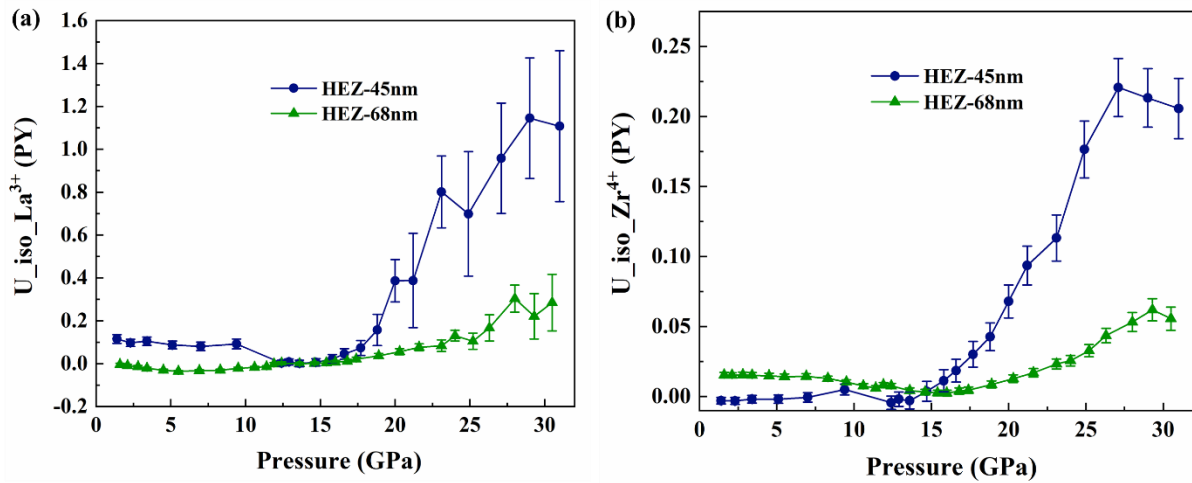 (a)
U_iso_La³⁺ (PY)
1.6
1.4
1.2
1.0
0.8
0.6
0.4
0.2
0.0
-0.2
HEZ-45nm
HEZ-68nm
0 5 10 15 20 25 30
Pressure (GPa)
(b)
U_iso_Zr⁴⁺ (PY)
0.25
0.20
0.15
0.10
0.05
0.00
HEZ-45nm
HEZ-68nm
0 5 10 15 20 25 30
Pressure (GPa)